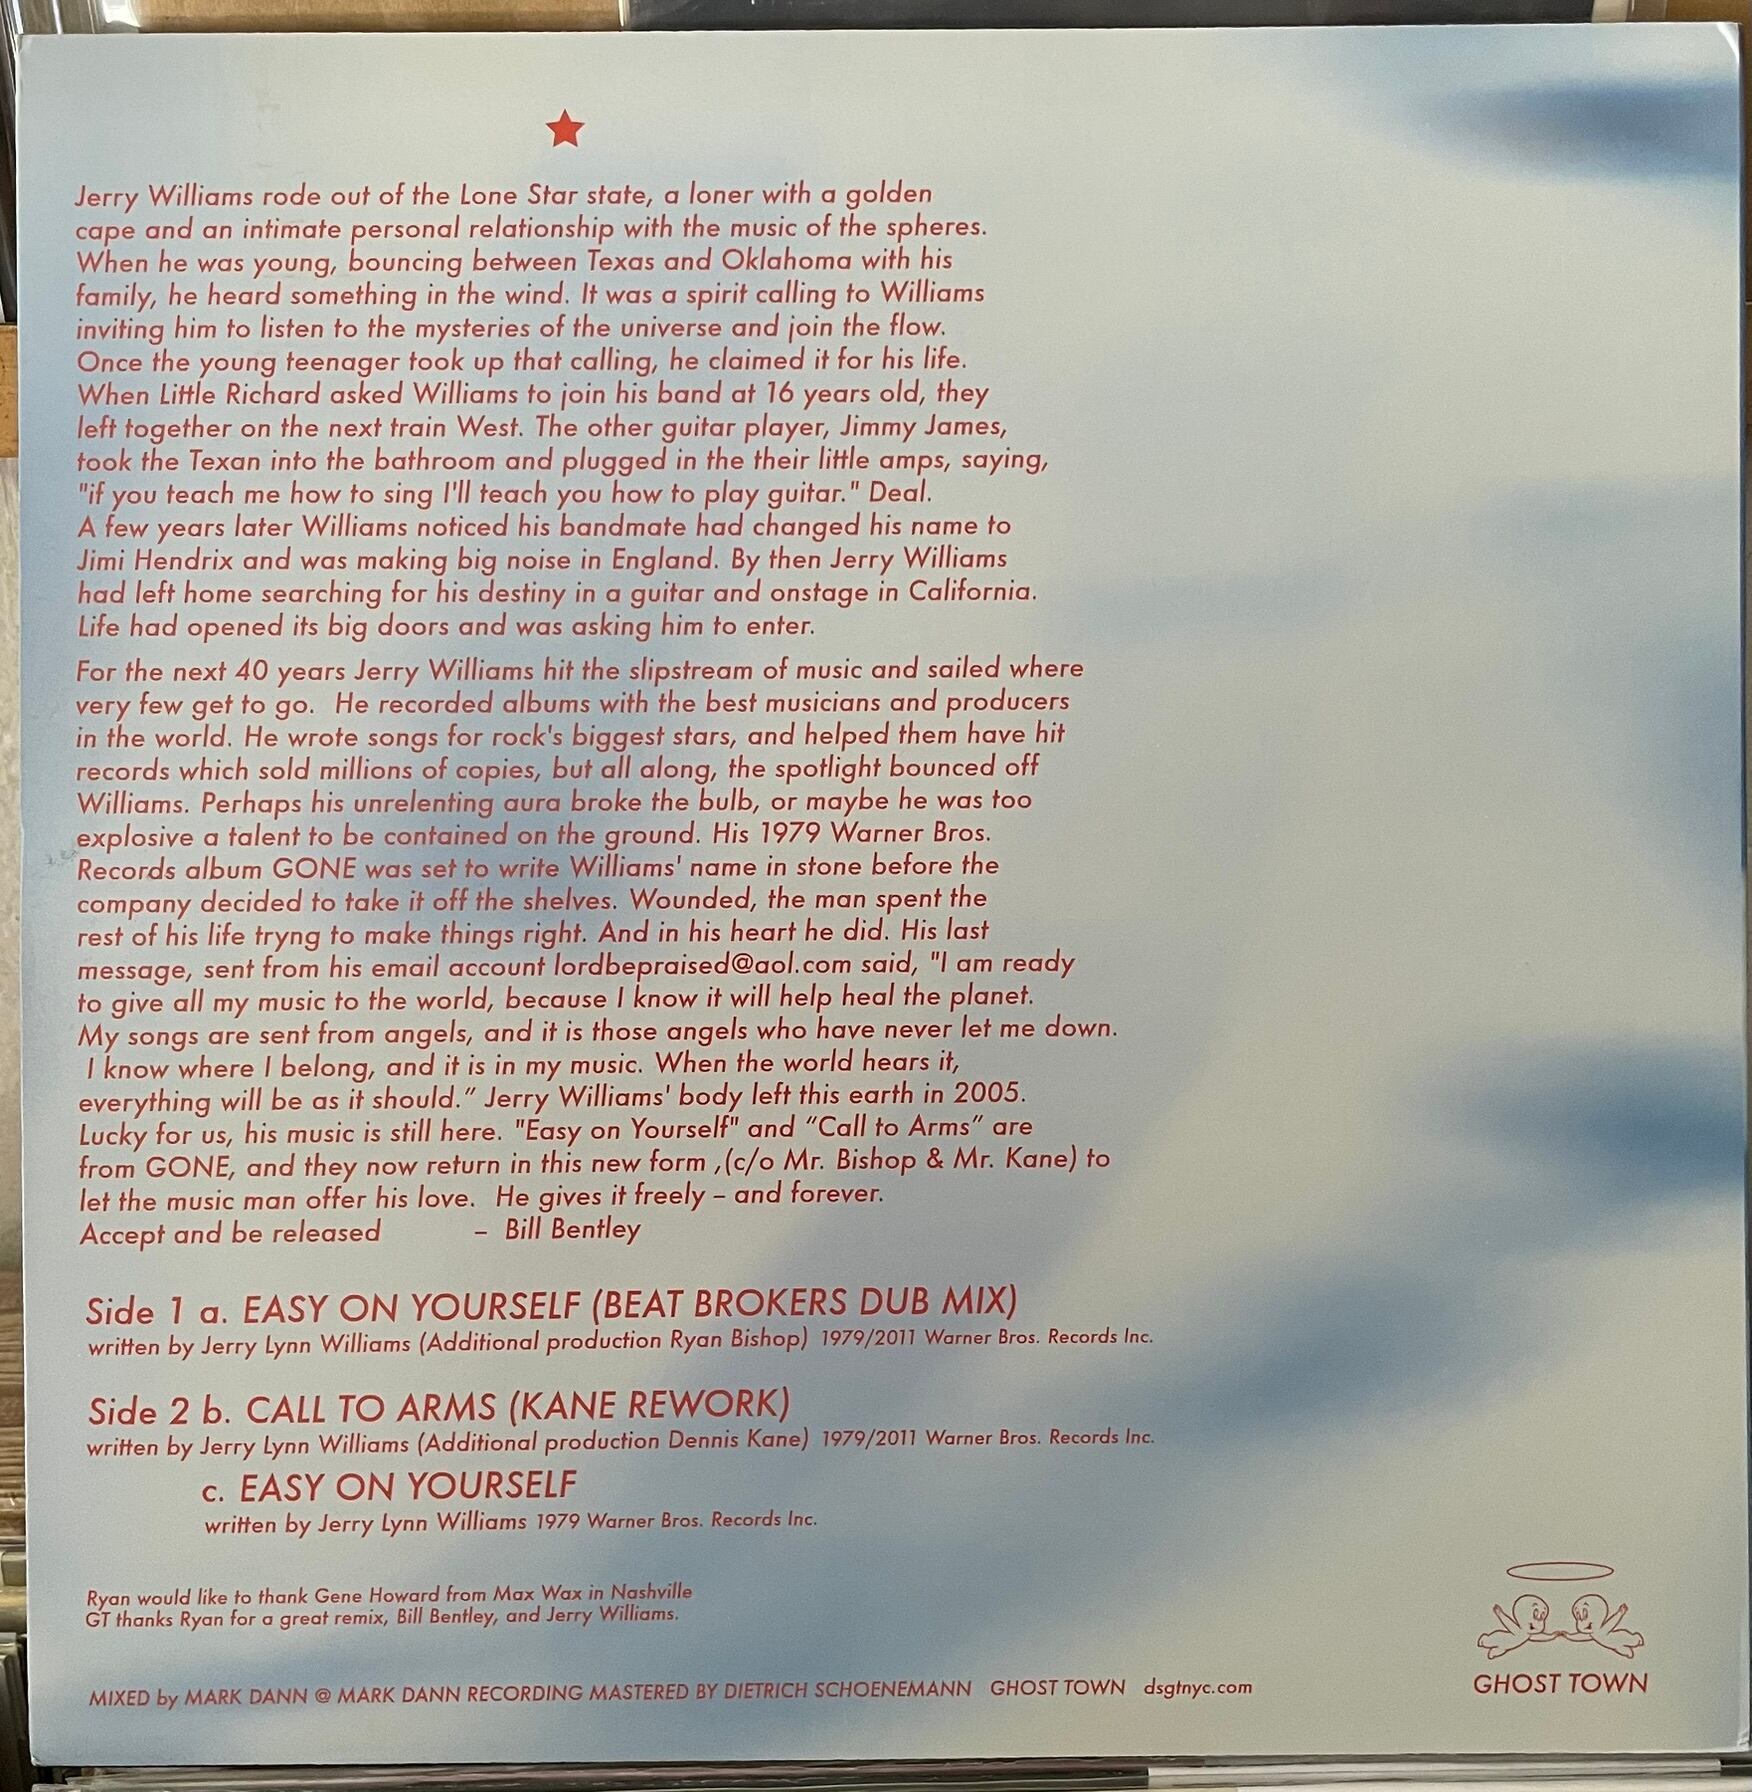 Jerry Williams rode out of the Lone Star state, a loner with a golden
cape and an intimate personal relationship with the music of the spheres.
When he was young, bouncing between Texas and Oklahoma with his
family, he heard something in the wind. It was a spirit calling to Williams
inviting him to listen to the mysteries of the universe and join the flow.
Once the young teenager took up that calling, he claimed it for his life.
When Little Richard asked Williams to join his band at 16 years old, they
left together on the next train West. The other guitar player, Jimmy James,
took the Texan into the bathroom and plugged in the their little amps, saying,
"if you teach me how to sing I'll teach you how to play guitar." Deal.
A few years later Williams noticed his bandmate had changed his name to
Jimi Hendrix and was making big noise in England. By then Jerry Williams
had left home searching for his destiny in a guitar and onstage in California.
Life had opened its big doors and was asking him to enter.
For the next 40 years Jerry Williams hit the slipstream of music and sailed where
very few get to go.  He recorded albums with the best musicians and producers
in the world. He wrote songs for rock's biggest stars, and helped them have hit
records which sold millions of copies, but all along, the spotlight bounced off
Williams. Perhaps his unrelenting aura broke the bulb, or maybe he was too
explosive a talent to be contained on the ground. His 1979 Warner Bros.
Records album GONE was set to write Williams' name in stone before the
company decided to take it off the shelves. Wounded, the man spent the
rest of his life tryng to make things right. And in his heart he did. His last
message, sent from his email account lordbepraised@aol.com said, "I am ready
to give all my music to the world, because I know it will help heal the planet.
My songs are sent from angels, and it is those angels who have never let me down.
I know where I belong, and it is in my music. When the world hears it,
everything will be as it should.” Jerry Williams' body left this earth in 2005.
Lucky for us, his music is still here. "Easy on Yourself" and “Call to Arms” are
from GONE, and they now return in this new form ,(c/o Mr. Bishop & Mr. Kane) to
let the music man offer his love.  He gives it freely – and forever.
Accept and be released – Bill Bentley
Side 1 a. EASY ON YOURSELF (BEAT BROKERS DUB MIX)
written by Jerry Lynn Williams (Additional production Ryan Bishop) 1979/2011 Warner Bros. Records Inc.
Side 2 b. CALL TO ARMS (KANE REWORK)
written by Jerry Lynn Williams (Additional production Dennis Kane) 1979/2011 Warner Bros. Records Inc.
c. EASY ON YOURSELF
written by Jerry Lynn Williams 1979 Warner Bros. Records Inc.
Ryan would like to thank Gene Howard from Max Wax in Nashville
GT thanks Ryan for a great remix, Bill Bentley, and Jerry Williams.
MIXED by MARK DANN @ MARK DANN RECORDING MASTERED BY DIETRICH SCHOENEMANN GHOST TOWN dsgtnyc.com
GHOST TOWN